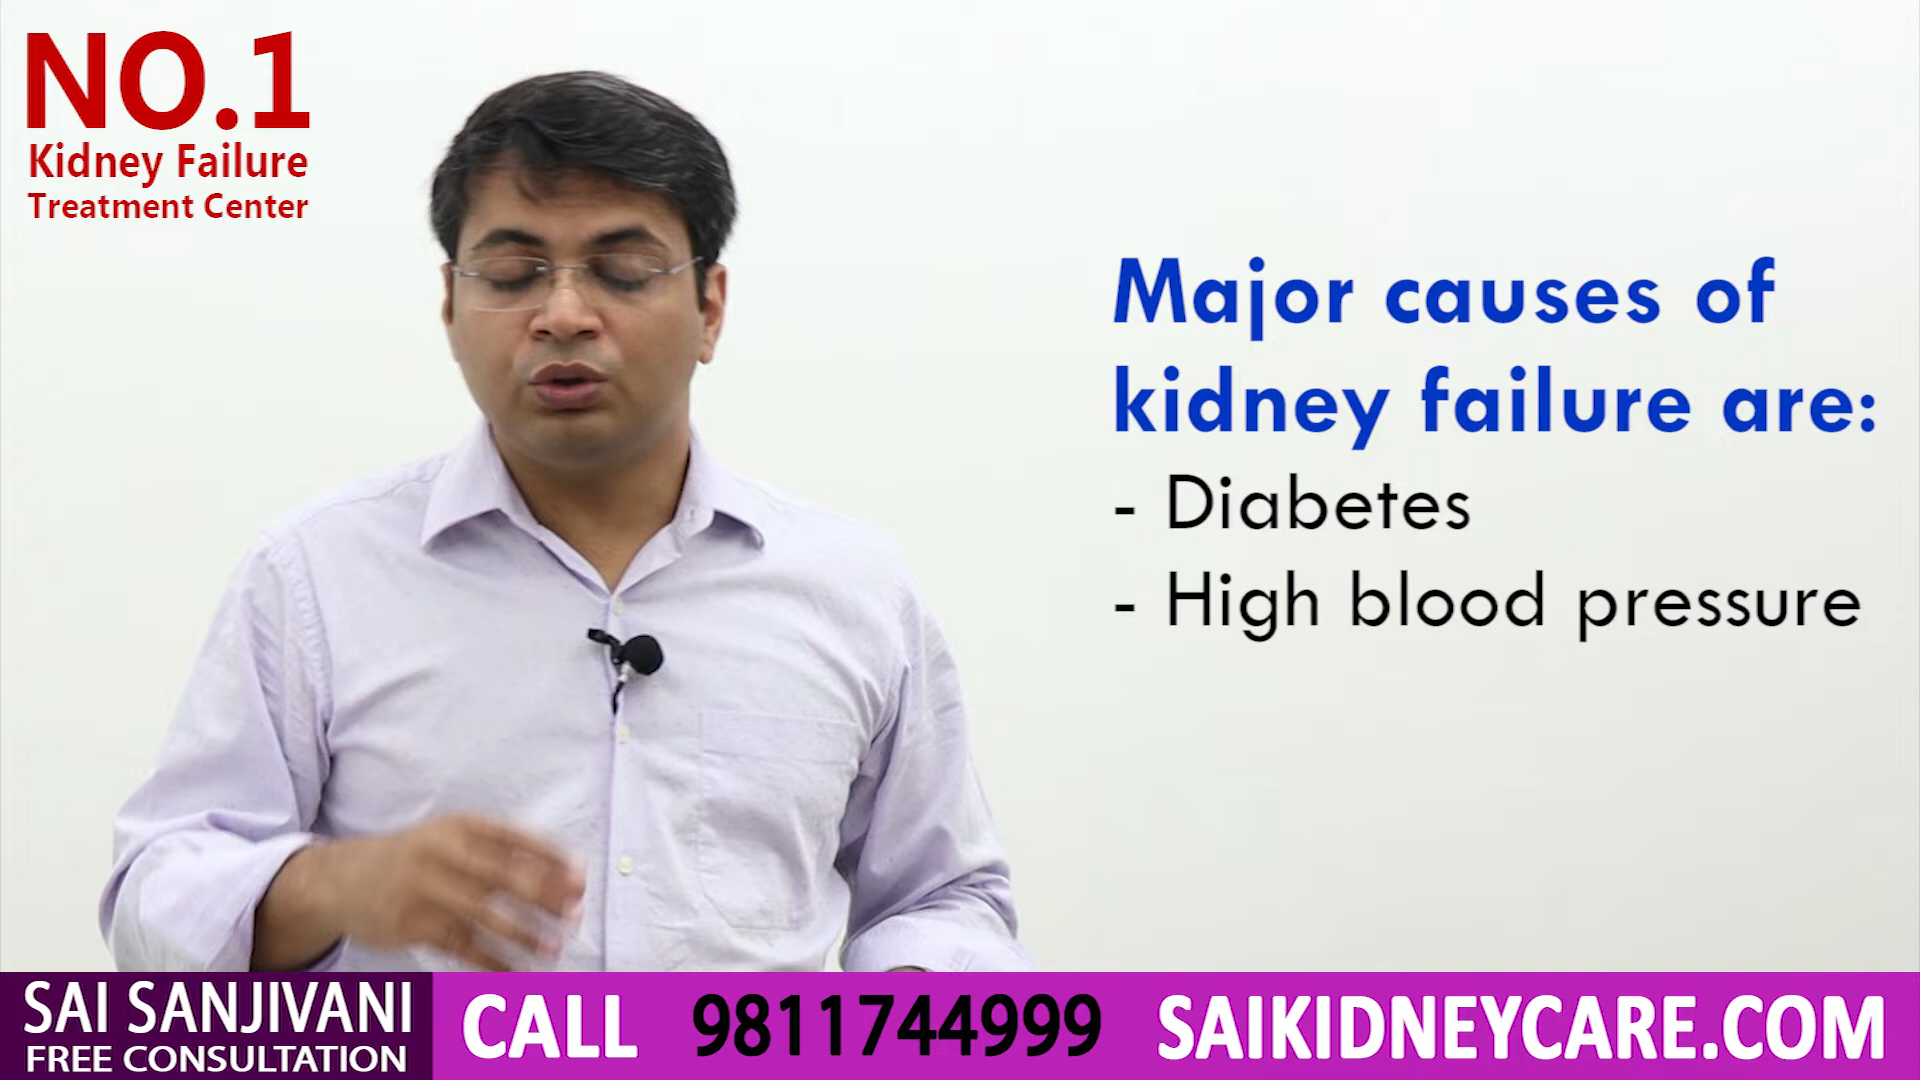 NO.1
Kidney Failure
Treatment Center
Major causes of
kidney failure are:
- Diabetes
- High blood pressure
SAI SANJIVANI
FREE CONSULTATION
CALL 9811744999 SAIKIDNEYCARE.COM